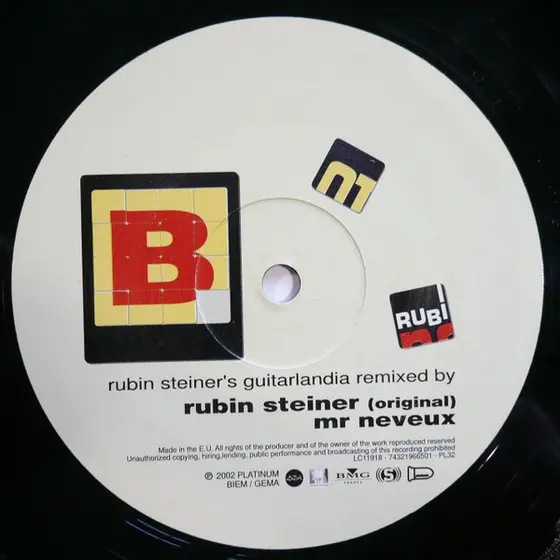 B
RUBI
rubin steiner's guitarlandia remixed by
rubin steiner (original)
mr neveux
Made in the E.U. All rights of the producer and of the owner of the work reproduced reserved
Unauthorized copying, hiring,lending, public performance and broadcasting of this recording prohibited
LC11918 - 74321966501 - PL32
℗ 2002 PLATINUM
BIEM / GEMA
BMG
FRANCE